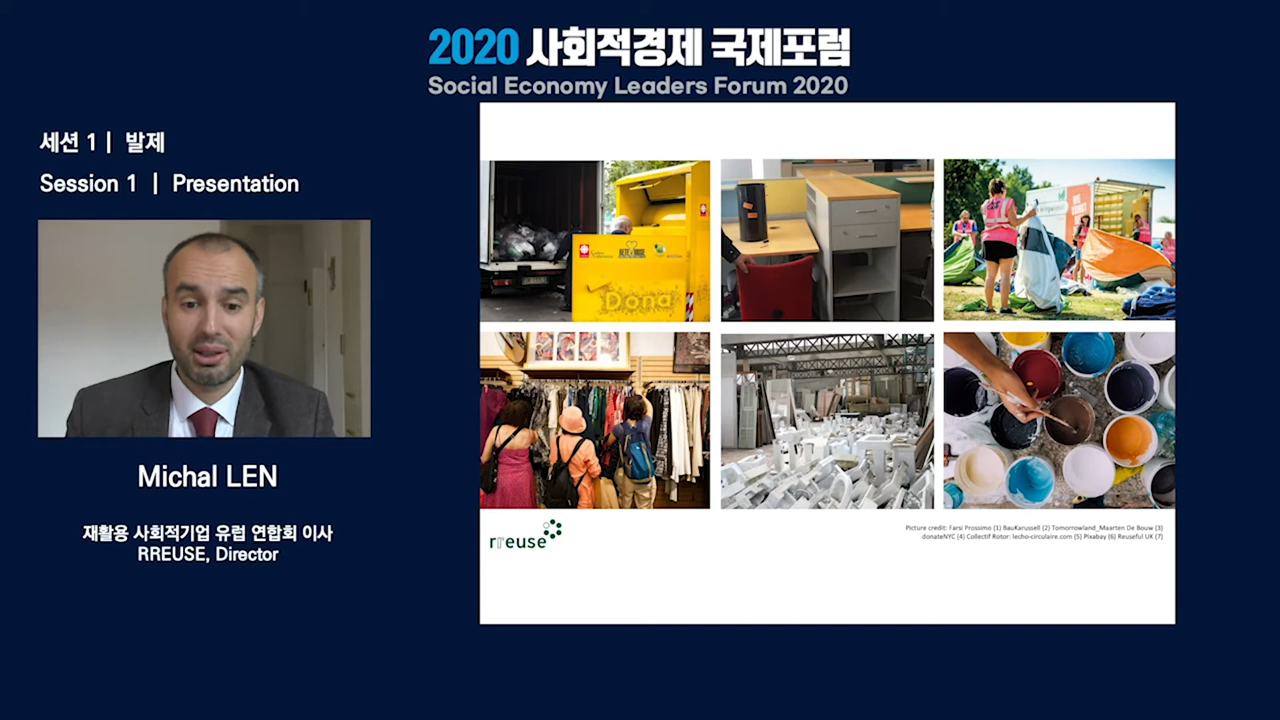 2020 사회적경제 국제포럼
Social Economy Leaders Forum 2020
세션 1 | 발제
Session 1 | Presentation
Michal LEN
재활용 사회적기업 유럽 연합회 이사
RREUSE, Director
Dona
rreuse
Picture credit: Farsi Prossimo (1) BauKarussell (2) Tomorrowland_Maarten De Bouw (3)
donateNYC (4) Collectif Rotor: lecho-circulaire.com (5) Pixabay (6) Reuseful UK (7)